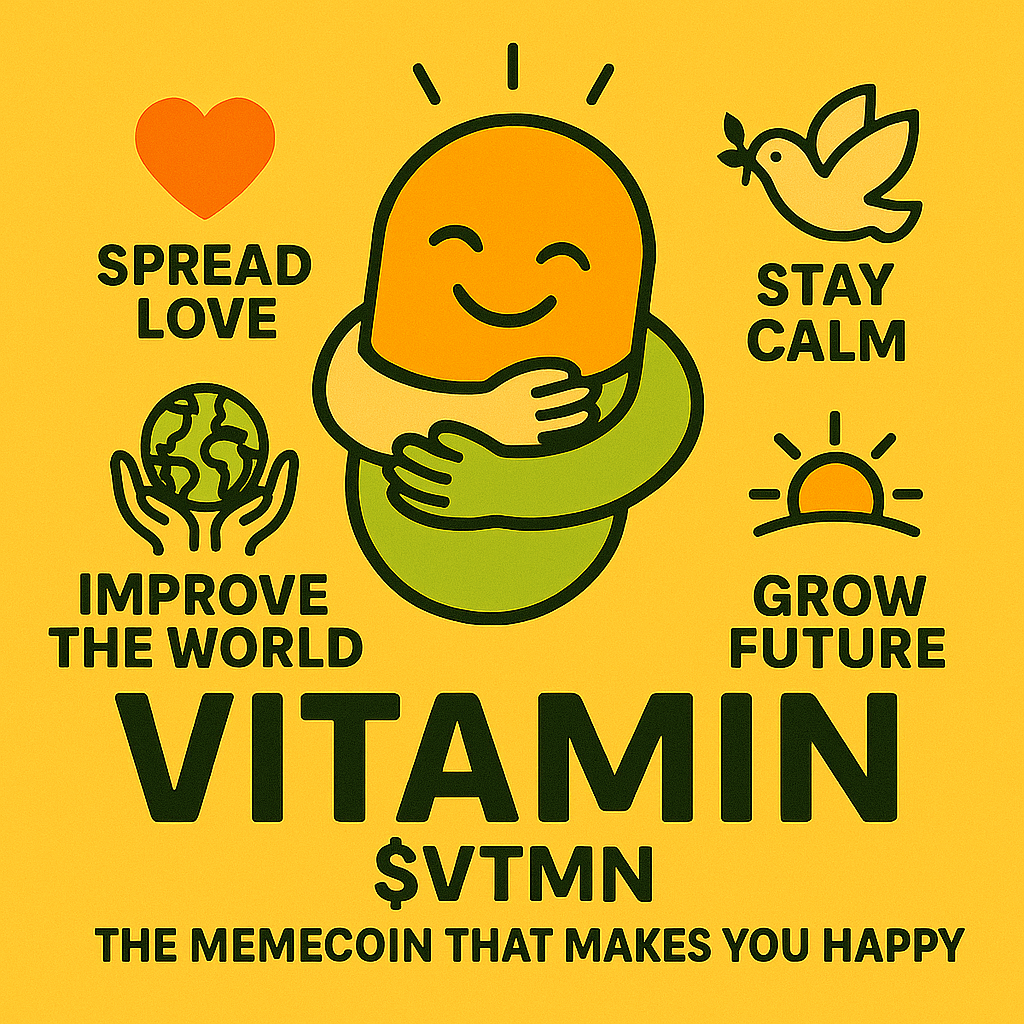 SPREAD
LOVE
STAY
CALM
IMPROVE
THE WORLD
GROW
FUTURE
VITAMIN
$VTMN
THE MEMECOIN THAT MAKES YOU HAPPY